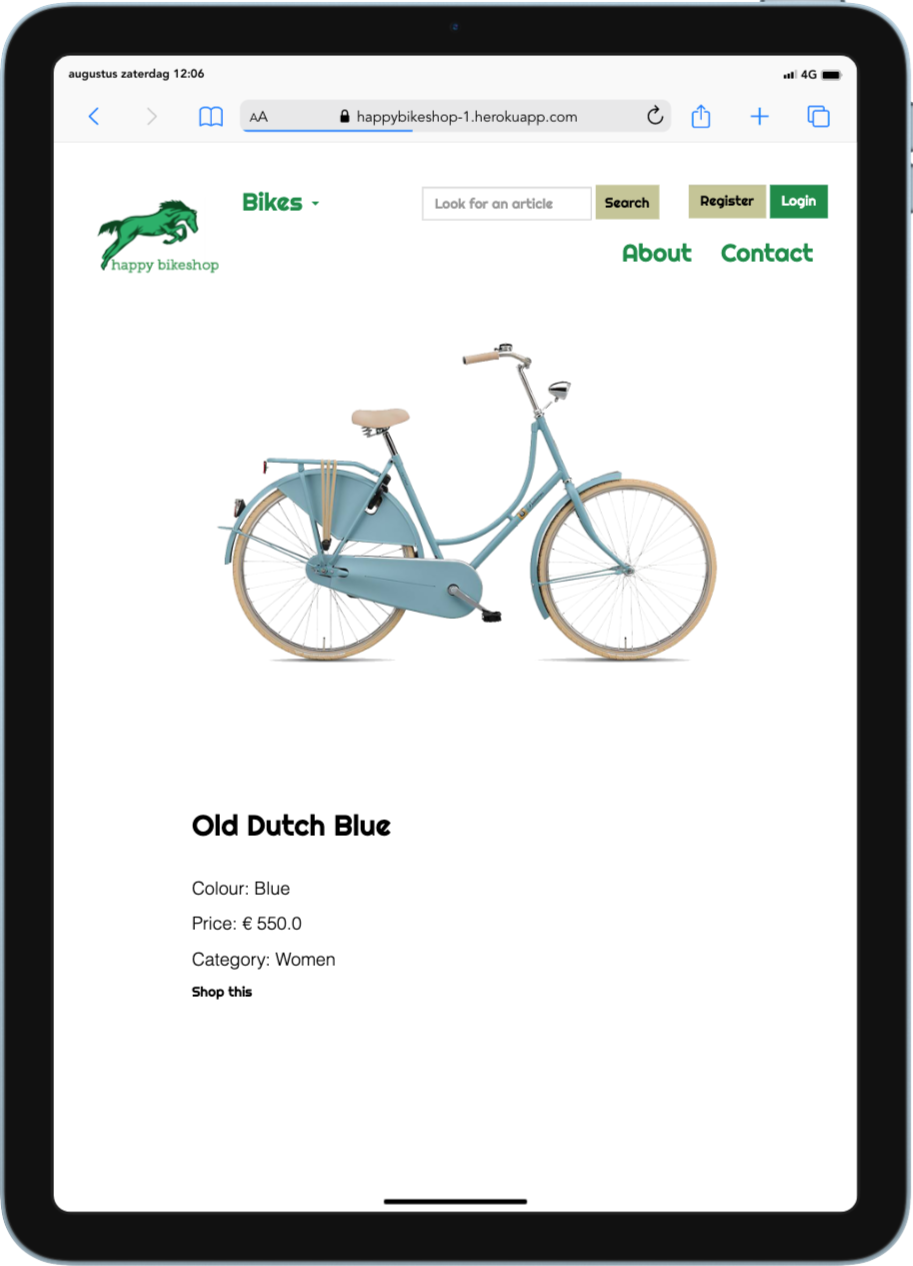 augustus zaterdag 12:06
4G
AA
happybikeshop-1.herokuapp.com
Bikes
Look for an article
Search
Register
Login
happy bikeshop
About
Contact
Old Dutch Blue
Colour: Blue
Price: € 550.0
Category: Women
Shop this